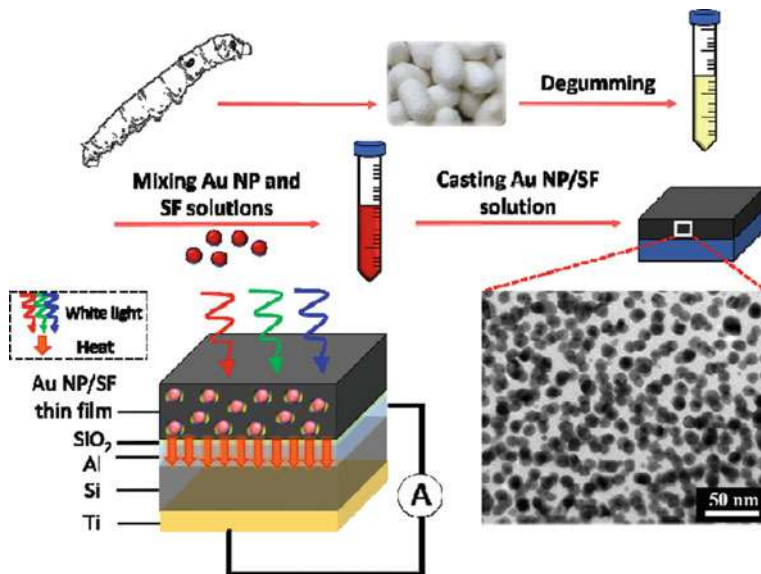 Degumming
Mixing Au NP and
SF solutions
Casting Au NP/SF
solution
White light
Heat
Au NP/SF
thin film
SiO₂
Al
Si
Ti
A
50 nm